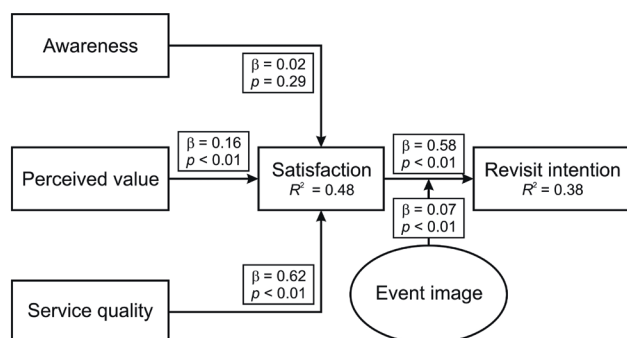 Awareness
β = 0.02
p = 0.29
Perceived value
β = 0.16
p < 0.01
Satisfaction
R² = 0.48
β = 0.58
p < 0.01
Revisit intention
R² = 0.38
β = 0.07
p < 0.01
Service quality
β = 0.62
p < 0.01
Event image